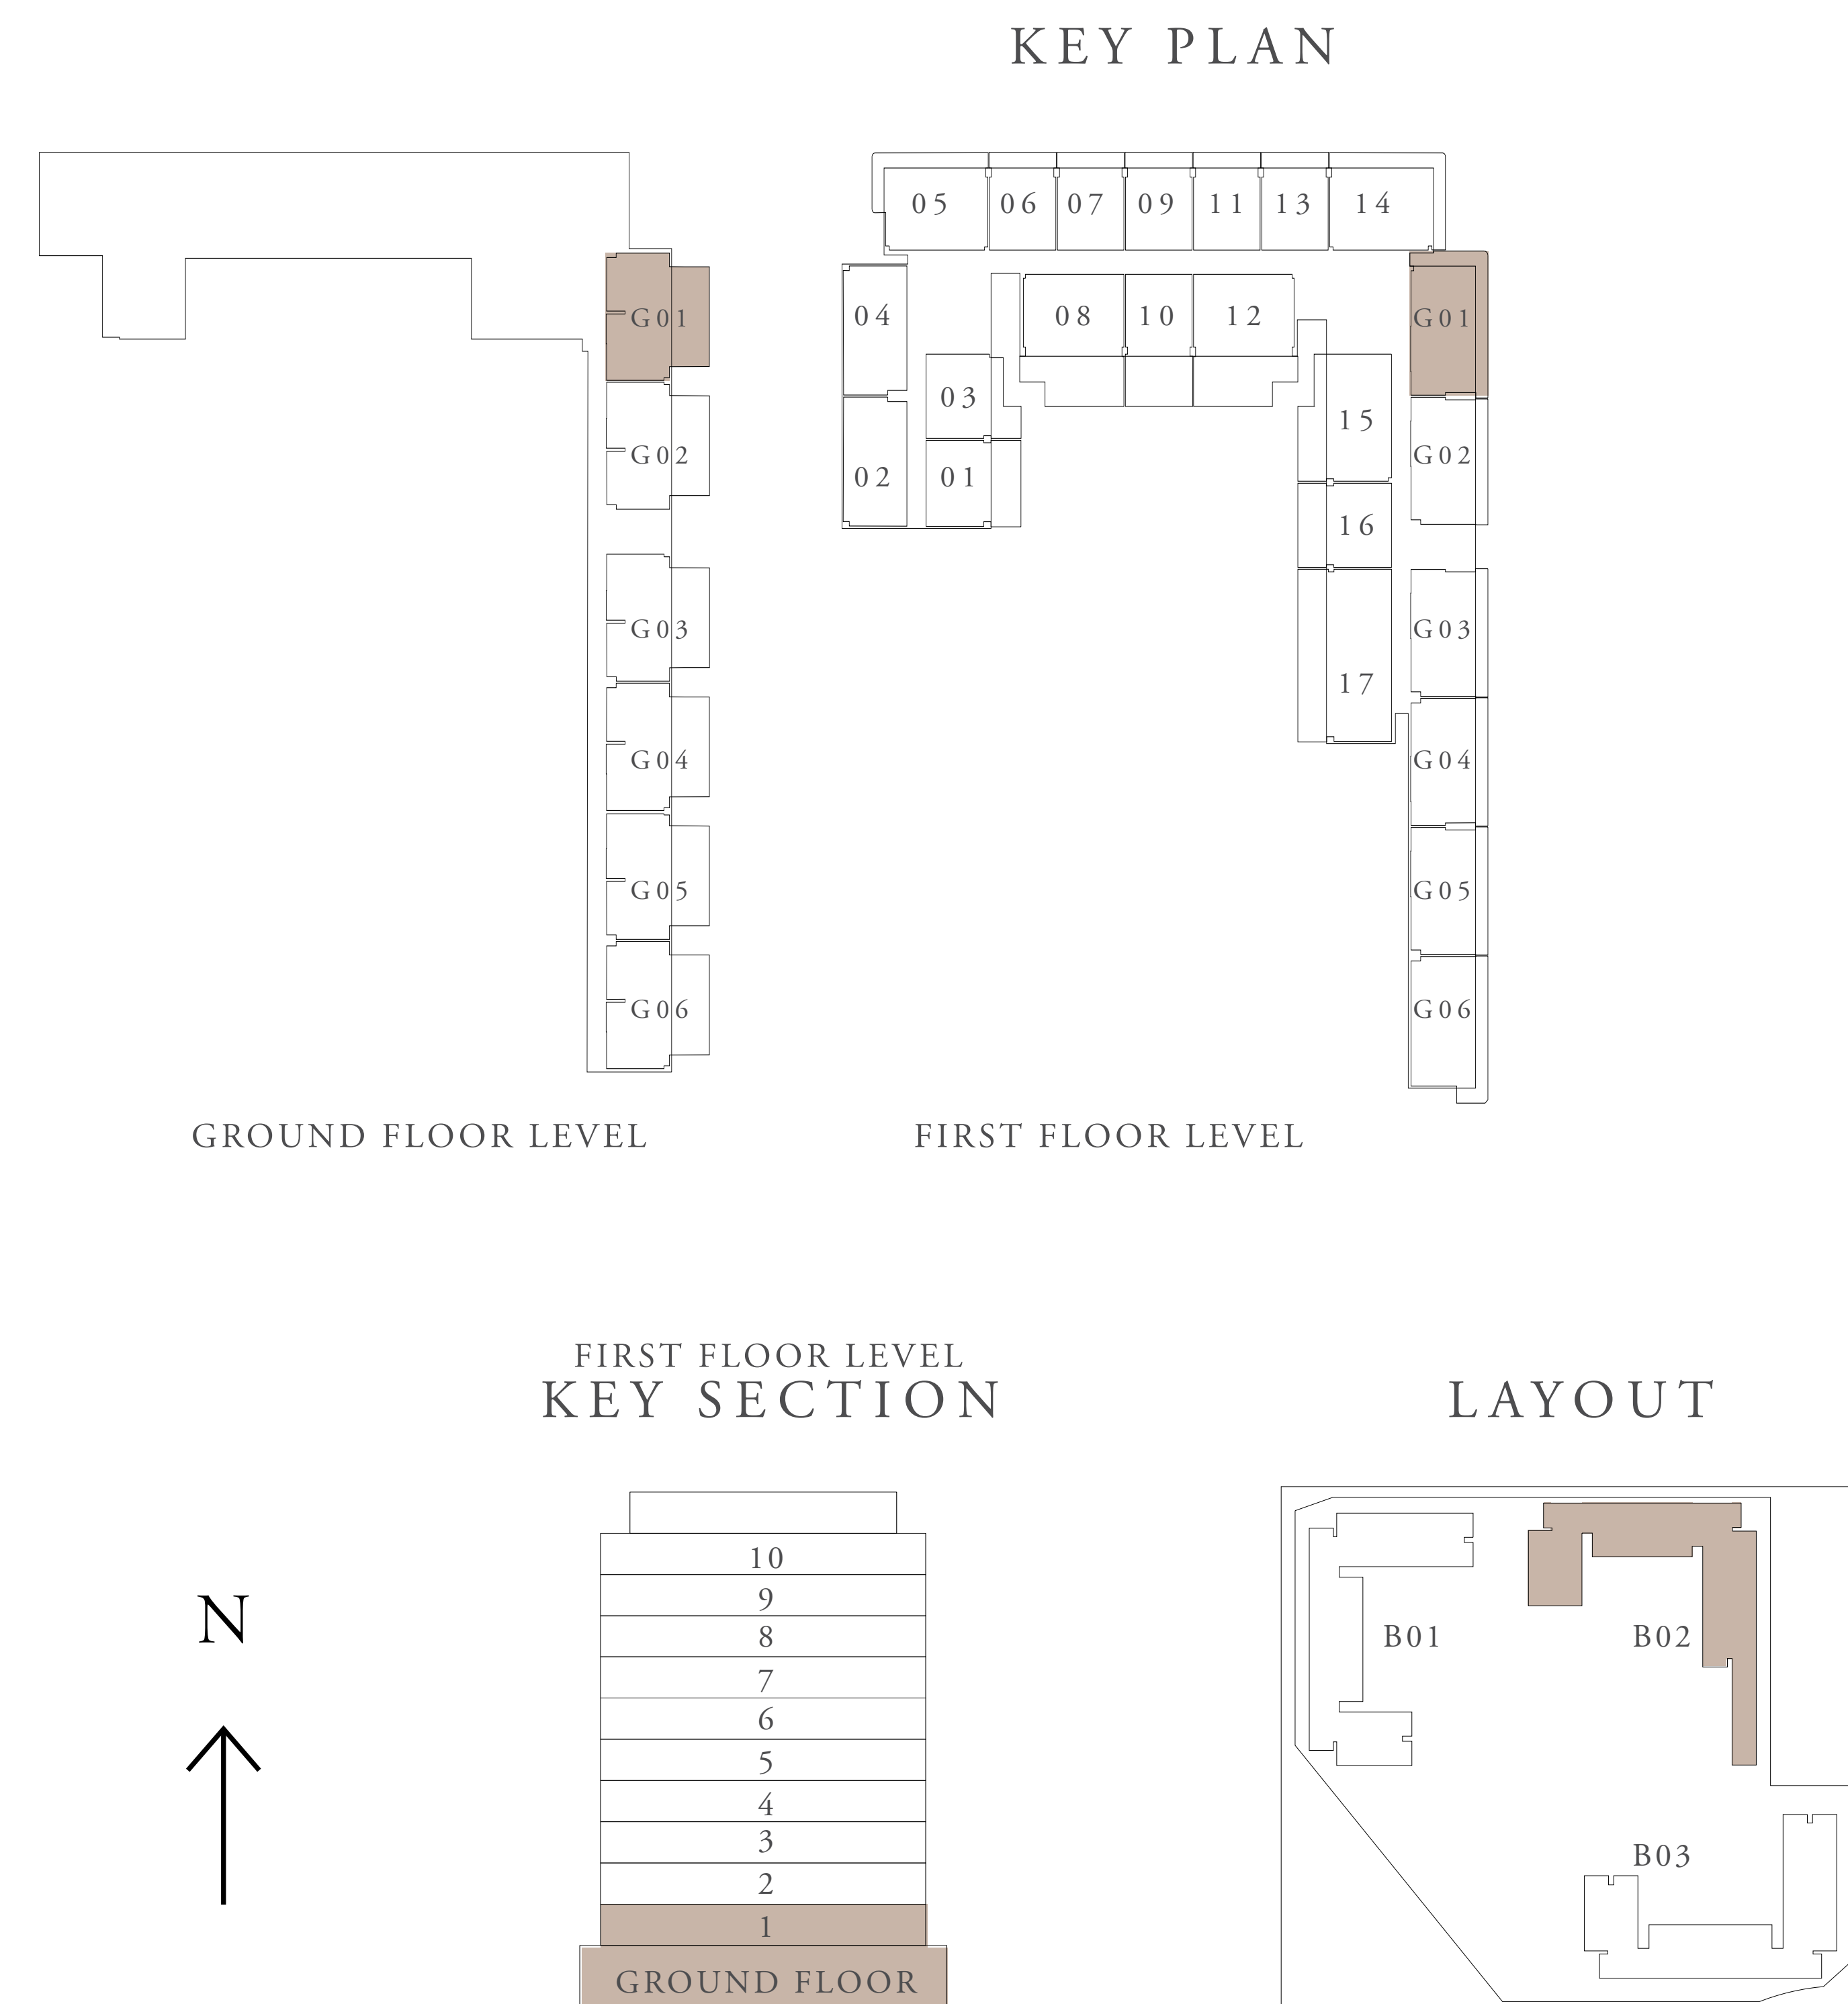 KEY PLAN
05 06 07 09 11 13 14
G01 04 08 10 12 G01
03
15
G02 02 01 G02
16
G03 G03
17
G04 G04
G05 G05
G06 G06
GROUND FLOOR LEVEL
FIRST FLOOR LEVEL
FIRST FLOOR LEVEL
KEY SECTION
LAYOUT
10
9
N
8
B01
B02
7
6
5
4
3
B03
2
1
GROUND FLOOR